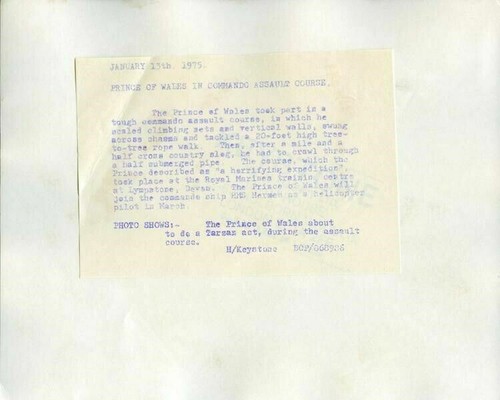 JANUARY 13th. 1975.
PRINCE OF WALES IN COMMANDO ASSAULT COURSE.
The Prince of Wales took part in a
tough commando assault course, in which he
scaled climbing nets and vertical walls, swung
across chasms and tackled a 20-foot high tree-
to-tree rope walk. Then, after a mile and a
half cross country slog, he had to crawl through
a half submerged pipe The course, which the
Prince described as "a horrifying expedition",
took place at the Royal Marines training centre
at Lympstone, Devon. The Prince of Wales will
join the commando ship HMS Hermes as a helicopter
pilot in March.
PHOTO SHOWS:- The Prince of Wales about
to do a Tarzan act, during the assault
course.
H/Keystone